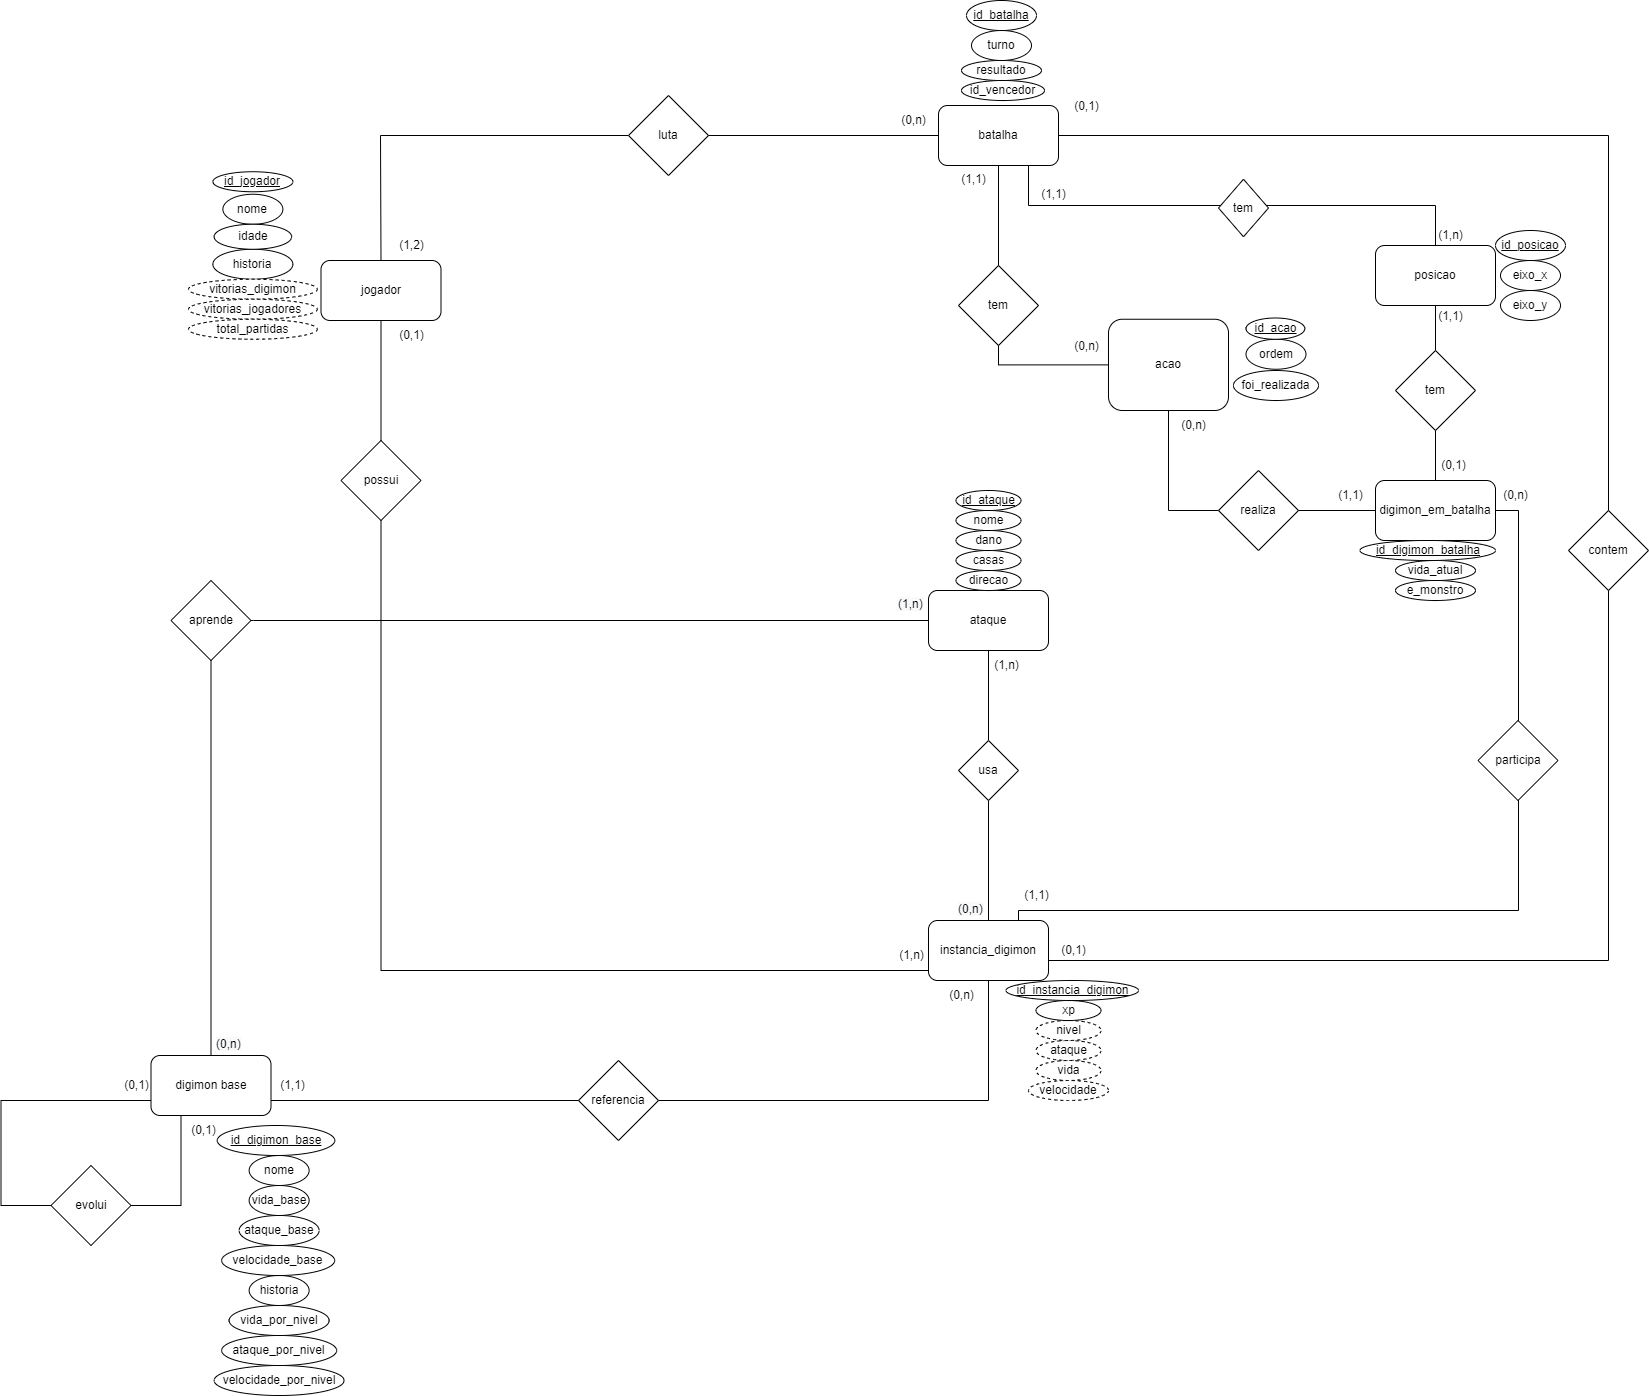 id_batalha
turno
resultado
id_vencedor
(0,1)
(0,n)
luta
batalha
(1,1)
(1,1)
tem
id_jogador
nome
idade
historia
vitorias_digimon
vitorias_jogadores
total_partidas
(1,2)
jogador
(0,1)
(1,n)
posicao
id_posicao
eixo_x
eixo_y
(1,1)
tem
(0,n)
acao
id_acao
ordem
foi_realizada
(0,n)
tem
(0,1)
possui
realiza
(1,1)
digimon_em_batalha
(0,n)
id_digimon_batalha
vida_atual
e_monstro
contem
id_ataque
nome
dano
casas
direcao
aprende
(1,n)
ataque
(1,n)
usa
participa
(0,n)
(1,1)
(1,n)
instancia_digimon
(0,1)
(0,n)
id_instancia_digimon
xp
nivel
ataque
vida
velocidade
(0,n)
(0,1)
digimon base
(1,1)
referencia
(0,1)
evolui
id_digimon_base
nome
vida_base
ataque_base
velocidade_base
historia
vida_por_nivel
ataque_por_nivel
velocidade_por_nivel